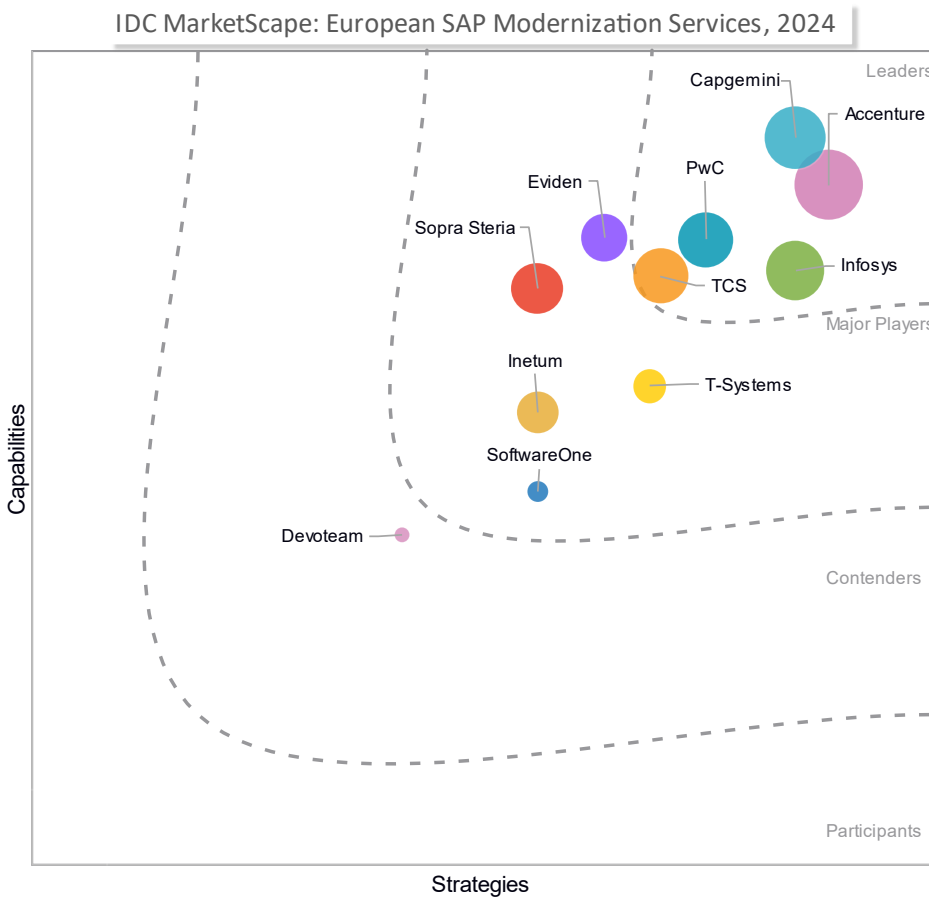 IDC MarketScape: European SAP Modernization Services, 2024
Leaders
Capgemini
Accenture
PwC
Eviden
Sopra Steria
Infosys
TCS
Major Players
Inetum
T-Systems
SoftwareOne
Capabilities
Devoteam
Contenders
Participants
Strategies